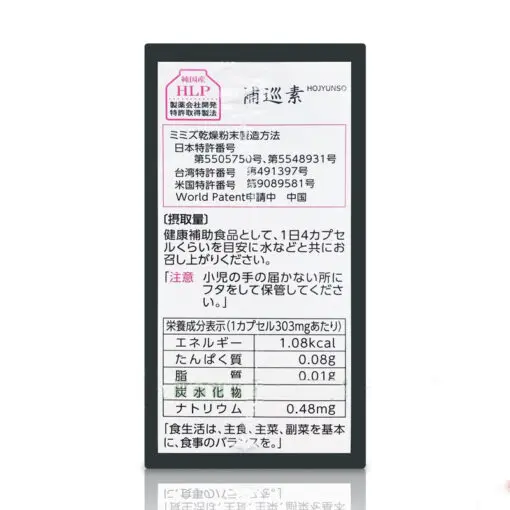 純国産
HLP
製薬会社開発
特許取得製法
補巡素
HOJYUNSO
ミミズ乾燥粉末製造方法
日本特許番号
第5505750号、第5548931号
台湾特許番号 第491397号
米国特許番号 第9089581号
World Patent申請中 中国
〔摂取量〕
健康補助食品として、1日4カプセ
ルくらいを目安に水などと共にお
召し上がりください。
「注意 小児の手の届かない所に
フタをして保管してくださ
い。」
栄養成分表示(1カプセル303mgあたり)
エネルギー 1.08kcal
たんぱく質 0.08g
脂質 0.01g
炭水化物
ナトリウム 0.48mg
「食生活は、主食、主菜、副菜を基本
に、食事のバランスを。」